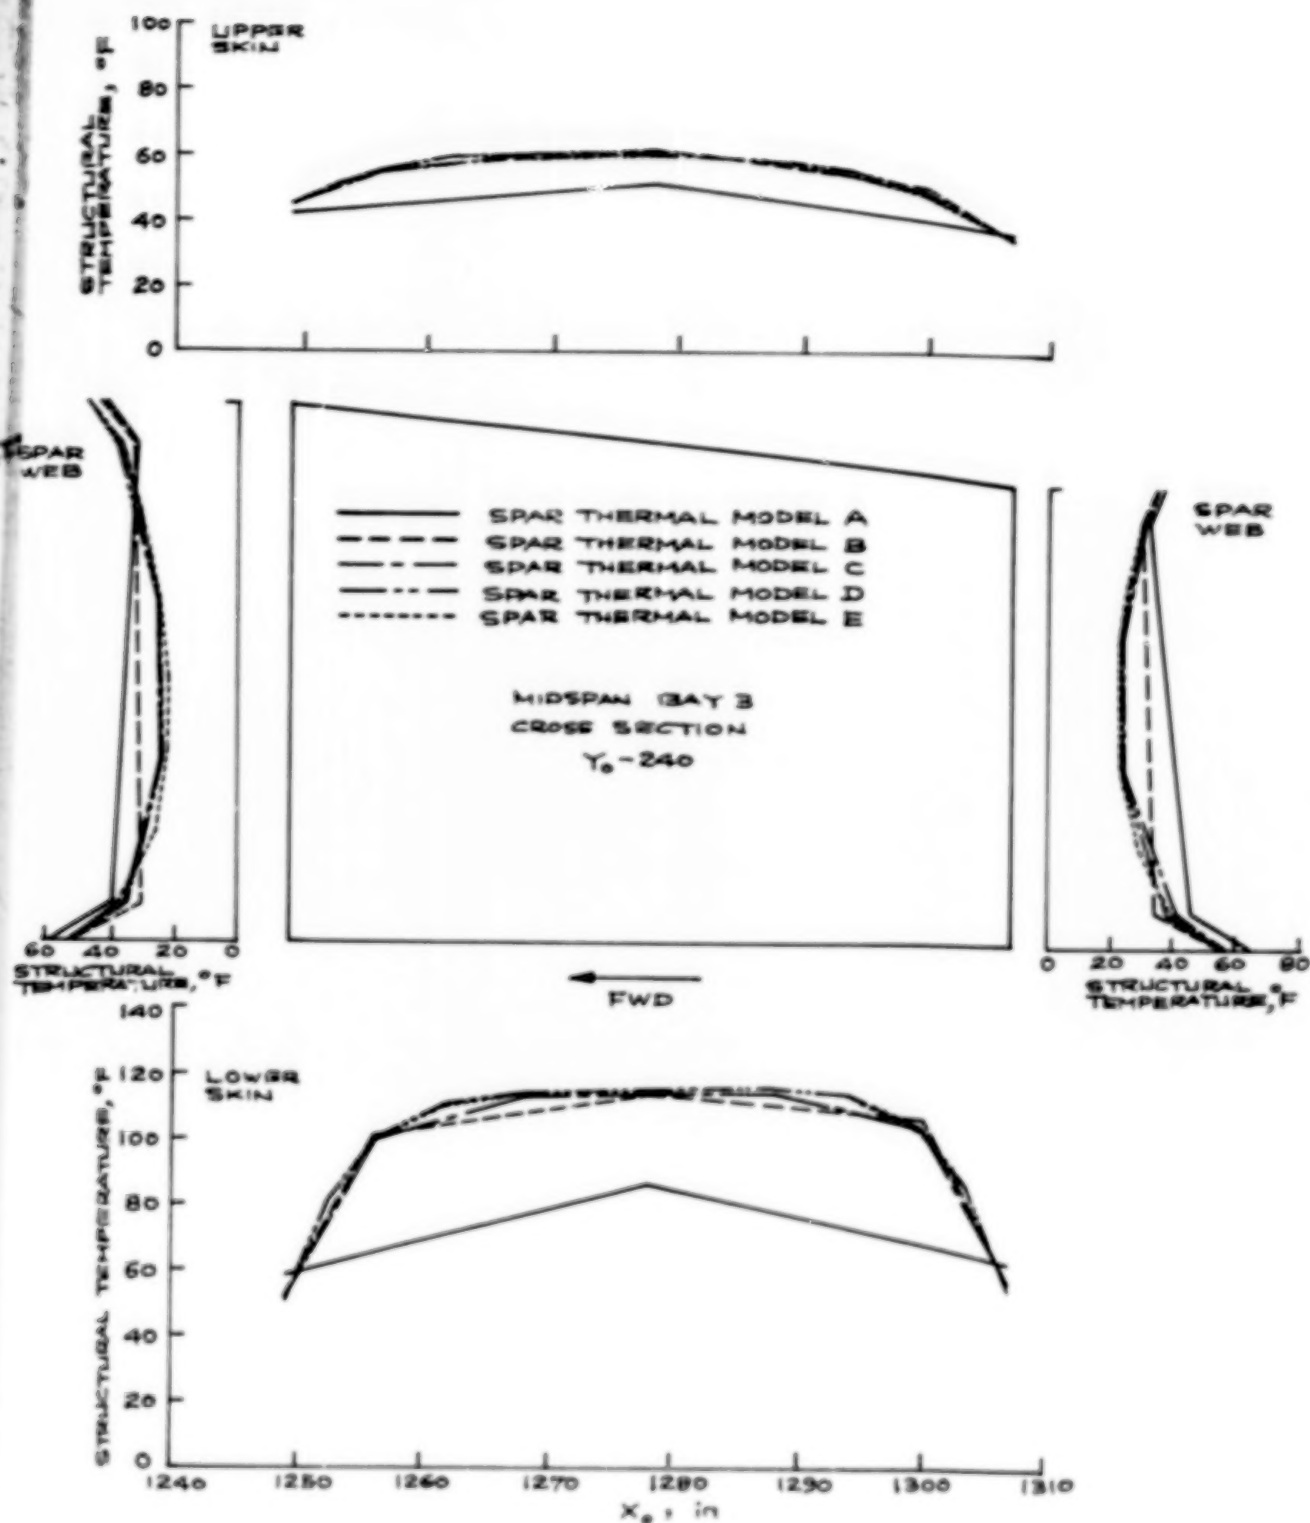 UPPER
SKIN
STRUCTURAL
TEMPERATURE, °F
100
80
60
40
20
0
SPAR
WEB
SPAR THERMAL MODEL A
SPAR THERMAL MODEL B
SPAR THERMAL MODEL C
SPAR THERMAL MODEL D
SPAR THERMAL MODEL E
MIDSPAN BAY 3
CROSS SECTION
Y₀-240
SPAR
WEB
60 40 20 0
STRUCTURAL
TEMPERATURE, °F
FWD
0 20 40 60 80
STRUCTURAL
TEMPERATURE, °F
LOWER
SKIN
STRUCTURAL TEMPERATURE, °F
140
120
100
80
60
40
20
0
1240 1250 1260 1270 1280 1290 1300 1310
X₀, in